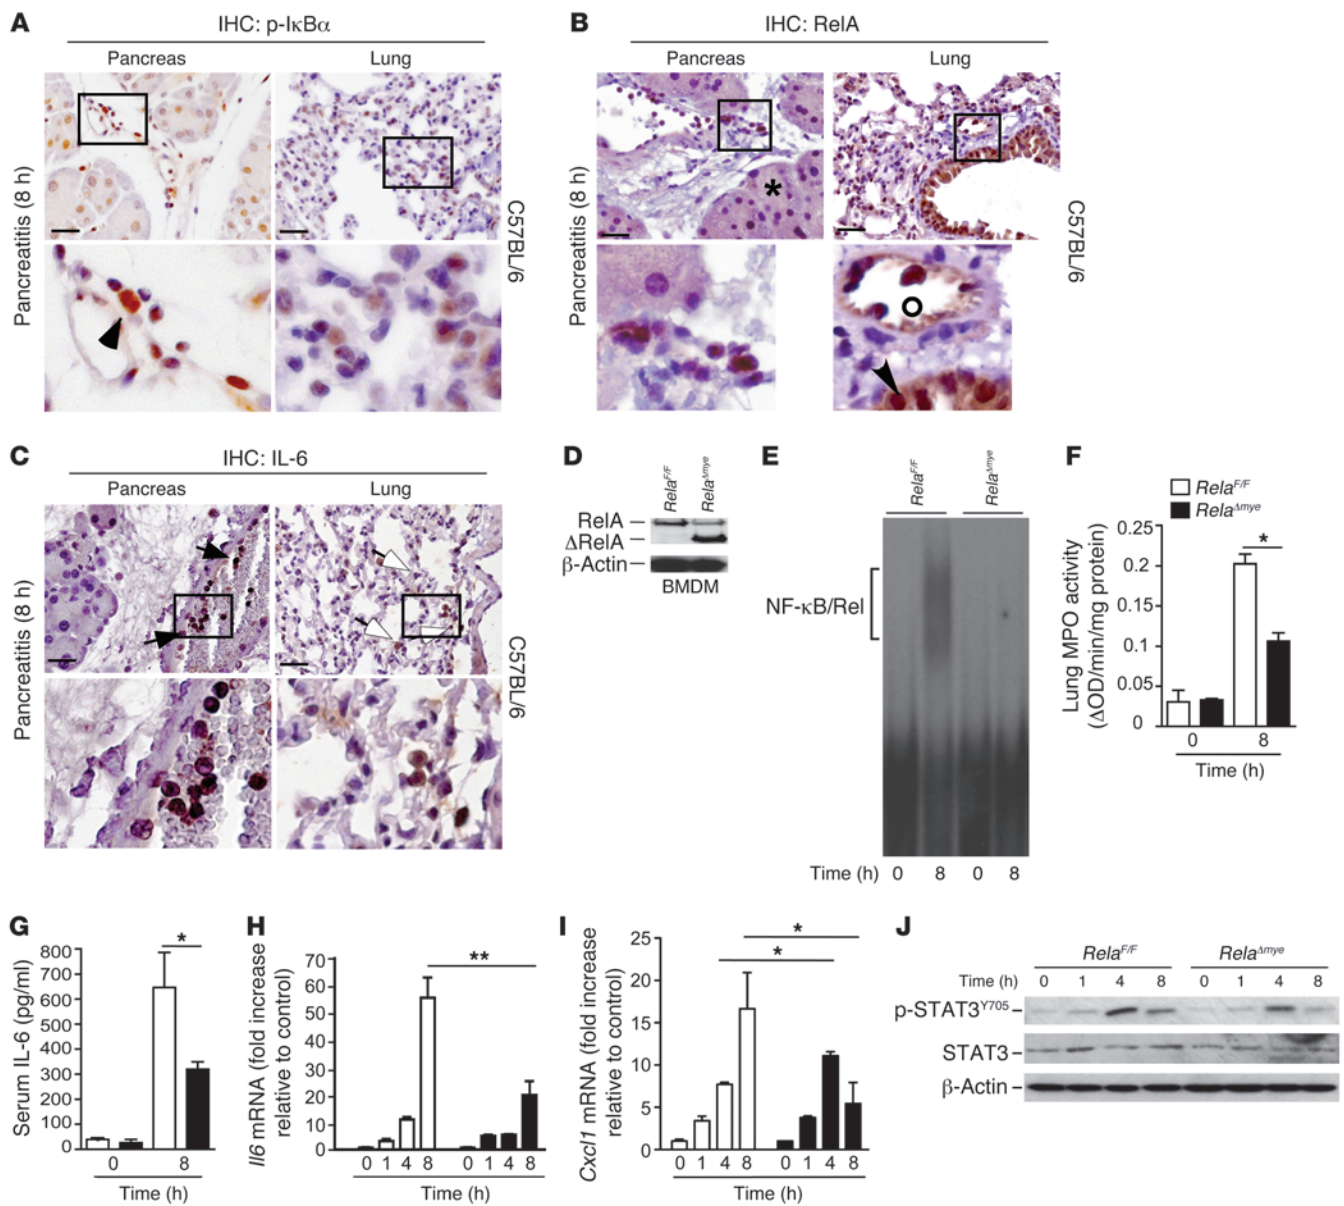 A
IHC: p-IκBα
Pancreas
Lung
Pancreatitis (8 h)
C57BL/6
B
IHC: RelA
Pancreas
Lung
Pancreatitis (8 h)
*
C57BL/6
C
IHC: IL-6
Pancreas
Lung
Pancreatitis (8 h)
C57BL/6
D
Rela^F/F
Rela^Δmye
RelA
ΔRelA
β-Actin
BMDM
E
Rela^F/F
Rela^Δmye
NF-κB/Rel
Time (h) 0 8 0 8
F
Rela^F/F
Rela^Δmye
Lung MPO activity
(ΔOD/min/mg protein)
0.25
0.2
0.15
0.1
0.05
0
*
0 8
Time (h)
G
Serum IL-6 (pg/ml)
800
700
600
500
400
300
200
100
0
*
0 8
Time (h)
H
Il6 mRNA (fold increase
relative to control)
70
60
50
40
30
20
10
0
**
0 1 4 8 0 1 4 8
Time (h)
I
Cxcl1 mRNA (fold increase
relative to control)
25
20
15
10
5
0
*
*
0 1 4 8 0 1 4 8
Time (h)
J
Rela^F/F Rela^Δmye
Time (h) 0 1 4 8 0 1 4 8
p-STAT3^Y705
STAT3
β-Actin